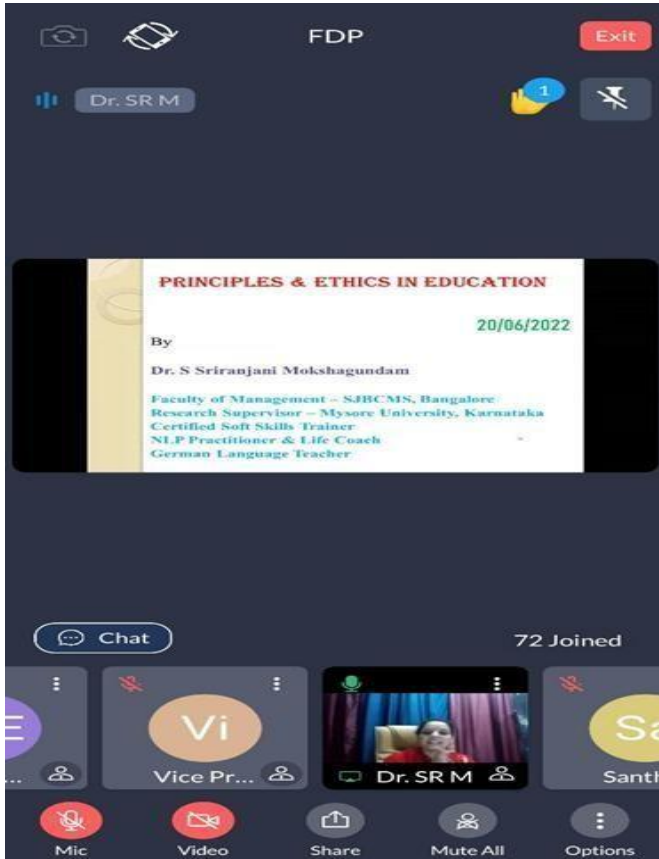 FDP
Exit
Dr. SR M
1
PRINCIPLES & ETHICS IN EDUCATION
20/06/2022
By
Dr. S Sriranjani Mokshagundam
Faculty of Management – SJBCMS, Bangalore
Research Supervisor – Mysore University, Karnataka
Certified Soft Skills Trainer
NLP Practitioner & Life Coach
German Language Teacher
Chat
72 Joined
E
Vi
Sa
...
Vice Pr...
Dr. SR M
Santh
Mic
Video
Share
Mute All
Options